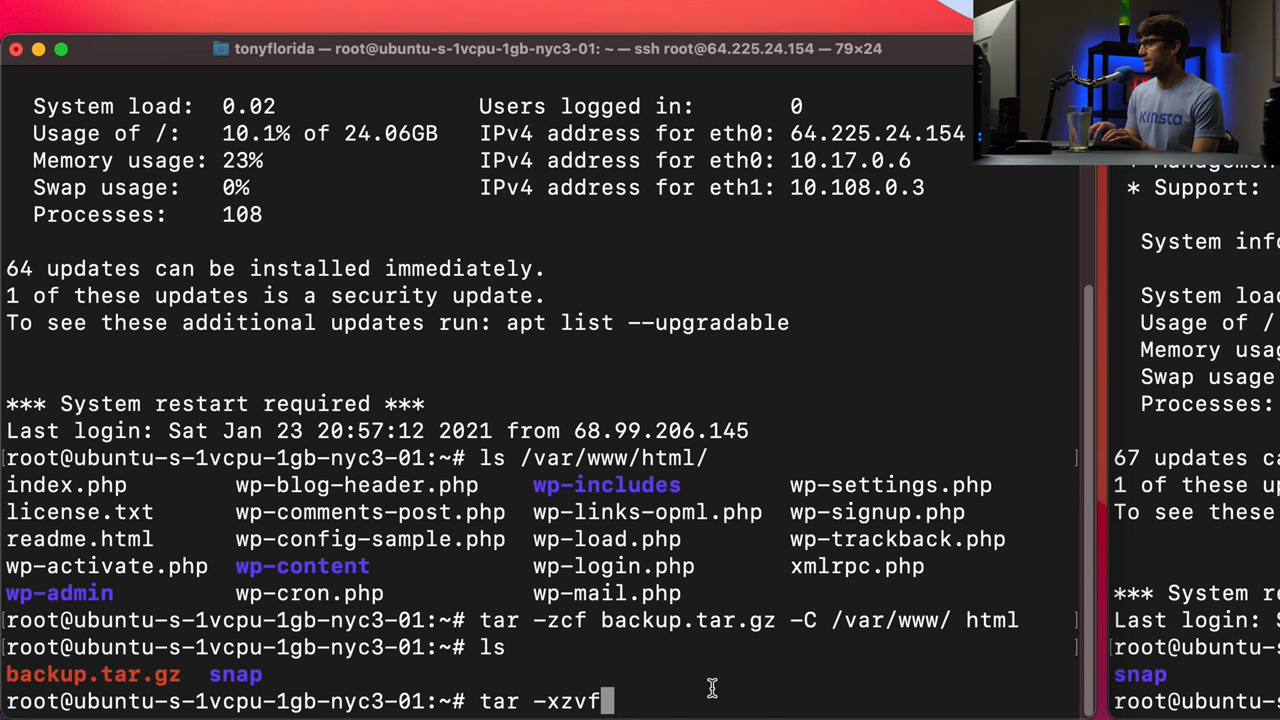 tonyflorida — root@ubuntu-s-1vcpu-1gb-nyc3-01: ~ — ssh root@64.225.24.154 — 79×24
KINSTA
System load: 0.02 Users logged in: 0
Usage of /: 10.1% of 24.06GB IPv4 address for eth0: 64.225.24.154
Memory usage: 23% IPv4 address for eth0: 10.17.0.6
Swap usage: 0% IPv4 address for eth1: 10.108.0.3
Processes: 108
64 updates can be installed immediately.
1 of these updates is a security update.
To see these additional updates run: apt list --upgradable
*** System restart required ***
Last login: Sat Jan 23 20:57:12 2021 from 68.99.206.145
[root@ubuntu-s-1vcpu-1gb-nyc3-01:~# ls /var/www/html/ ]
index.php wp-blog-header.php wp-includes wp-settings.php
license.txt wp-comments-post.php wp-links-opml.php wp-signup.php
readme.html wp-config-sample.php wp-load.php wp-trackback.php
wp-activate.php wp-content wp-login.php xmlrpc.php
wp-admin wp-cron.php wp-mail.php
[root@ubuntu-s-1vcpu-1gb-nyc3-01:~# tar -zcf backup.tar.gz -C /var/www/ html ]
[root@ubuntu-s-1vcpu-1gb-nyc3-01:~# ls ]
backup.tar.gz snap
root@ubuntu-s-1vcpu-1gb-nyc3-01:~# tar -xzvf
* Support:
System info
System loa
Usage of /
Memory usa
Swap usage
Processes:
67 updates ca
1 of these up
To see these
*** System re
Last login: S
[root@ubuntu-s
snap
root@ubuntu-s